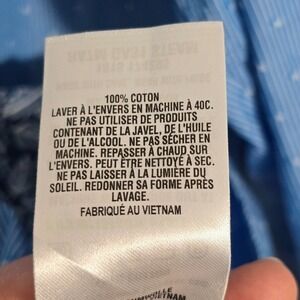 100% COTON
LAVER À L'ENVERS EN MACHINE À 40C.
NE PAS UTILISER DE PRODUITS
CONTENANT DE LA JAVEL, DE L'HUILE
OU DE L'ALCOOL. NE PAS SÉCHER EN
MACHINE. REPASSER À CHAUD SUR
L'ENVERS. PEUT ÊTRE NETTOYÉ À SEC.
NE PAS LAISSER À LA LUMIÈRE DU
SOLEIL. REDONNER SA FORME APRÈS
LAVAGE.
FABRIQUÉ AU VIETNAM